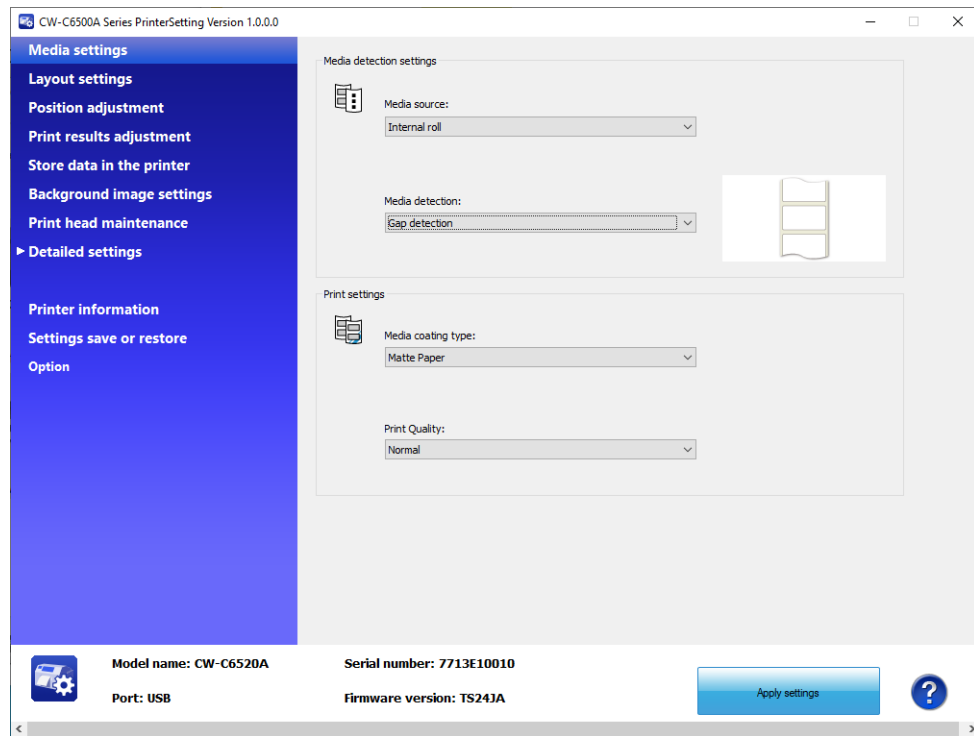 CW-C6500A Series PrinterSetting Version 1.0.0.0
Media settings
Layout settings
Position adjustment
Print results adjustment
Store data in the printer
Background image settings
Print head maintenance
Detailed settings
Printer information
Settings save or restore
Option
Media detection settings
Media source:
Internal roll
Media detection:
Gap detection
Print settings
Media coating type:
Matte Paper
Print Quality:
Normal
Model name: CW-C6520A
Serial number: 7713E10010
Port: USB
Firmware version: TS24JA
Apply settings
?